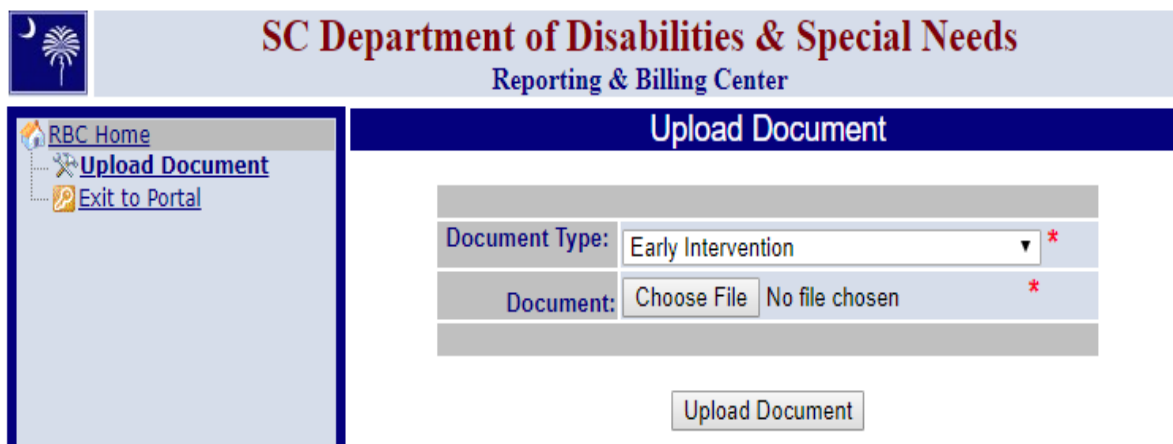 SC Department of Disabilities & Special Needs
Reporting & Billing Center
RBC Home
Upload Document
Exit to Portal
Upload Document
Document Type: Early Intervention *
Document: Choose File No file chosen *
Upload Document